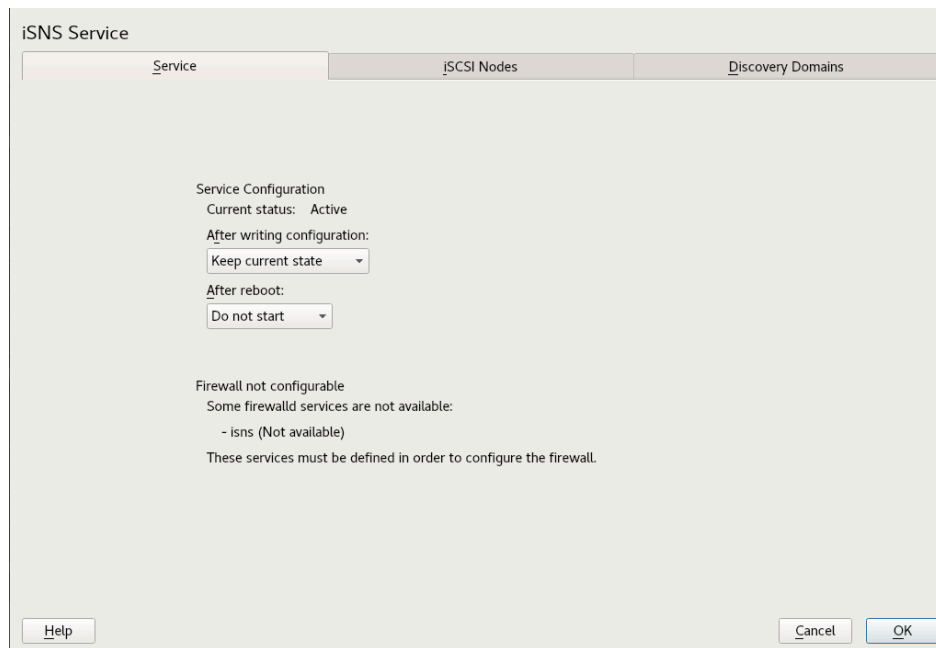 iSNS Service
Service
iSCSI Nodes
Discovery Domains
Service Configuration
Current status: Active
After writing configuration:
Keep current state
After reboot:
Do not start
Firewall not configurable
Some firewalld services are not available:
- isns (Not available)
These services must be defined in order to configure the firewall.
Help
Cancel
OK